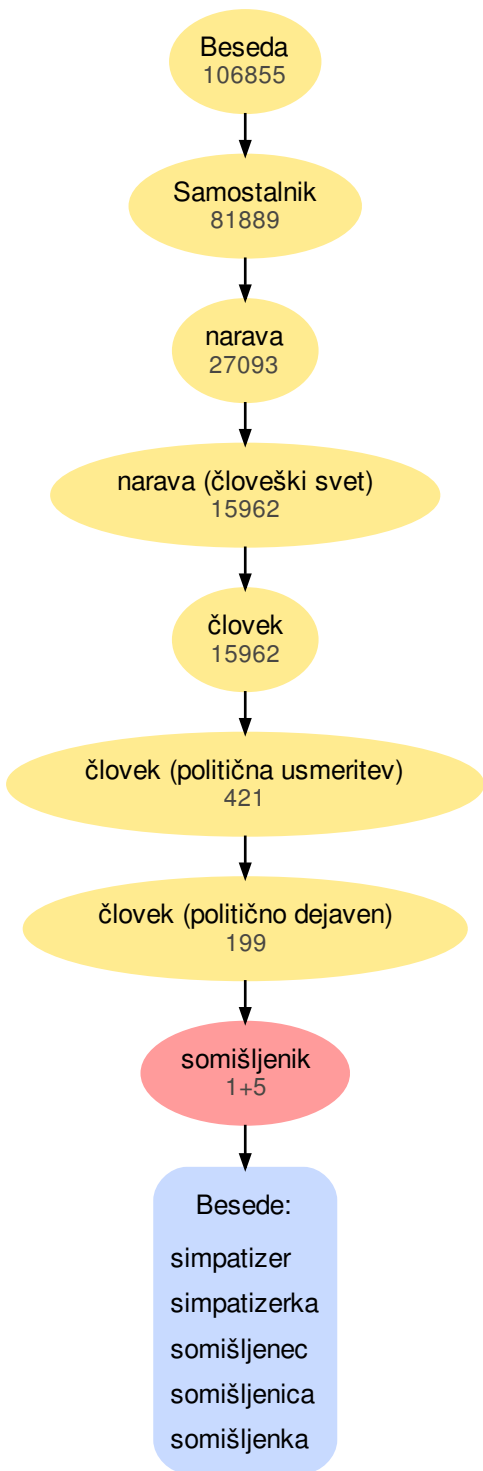 Beseda
106855
Samostalnik
81889
narava
27093
narava (človeški svet)
15962
človek
15962
človek (politična usmeritev)
421
človek (politično dejaven)
199
somišljenik
1+5
Besede:
simpatizer
simpatizerka
somišljenec
somišljenica
somišljenka